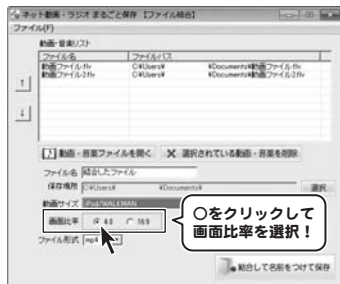 ネット動画・ラジオ まるごと保存 【ファイル結合】
ファイル(F)
動画・音楽リスト
ファイル名 ファイルパス
動画ファイル1.flv C:¥Users¥ ¥Documents¥動画ファイル1.flv
動画ファイル2.flv C:¥Users¥ ¥Documents¥動画ファイル2.flv
↑
↓
動画・音楽ファイルを開く × 選択されている動画・音楽を削除
ファイル名 結合したファイル
保存場所 C:¥Users¥ ¥Documents¥ 選択
動画サイズ iPod/WALKMAN
画面比率 4:3 16:9
ファイル形式 mp4
〇をクリックして
画面比率を選択！
結合して名前をつけて保存